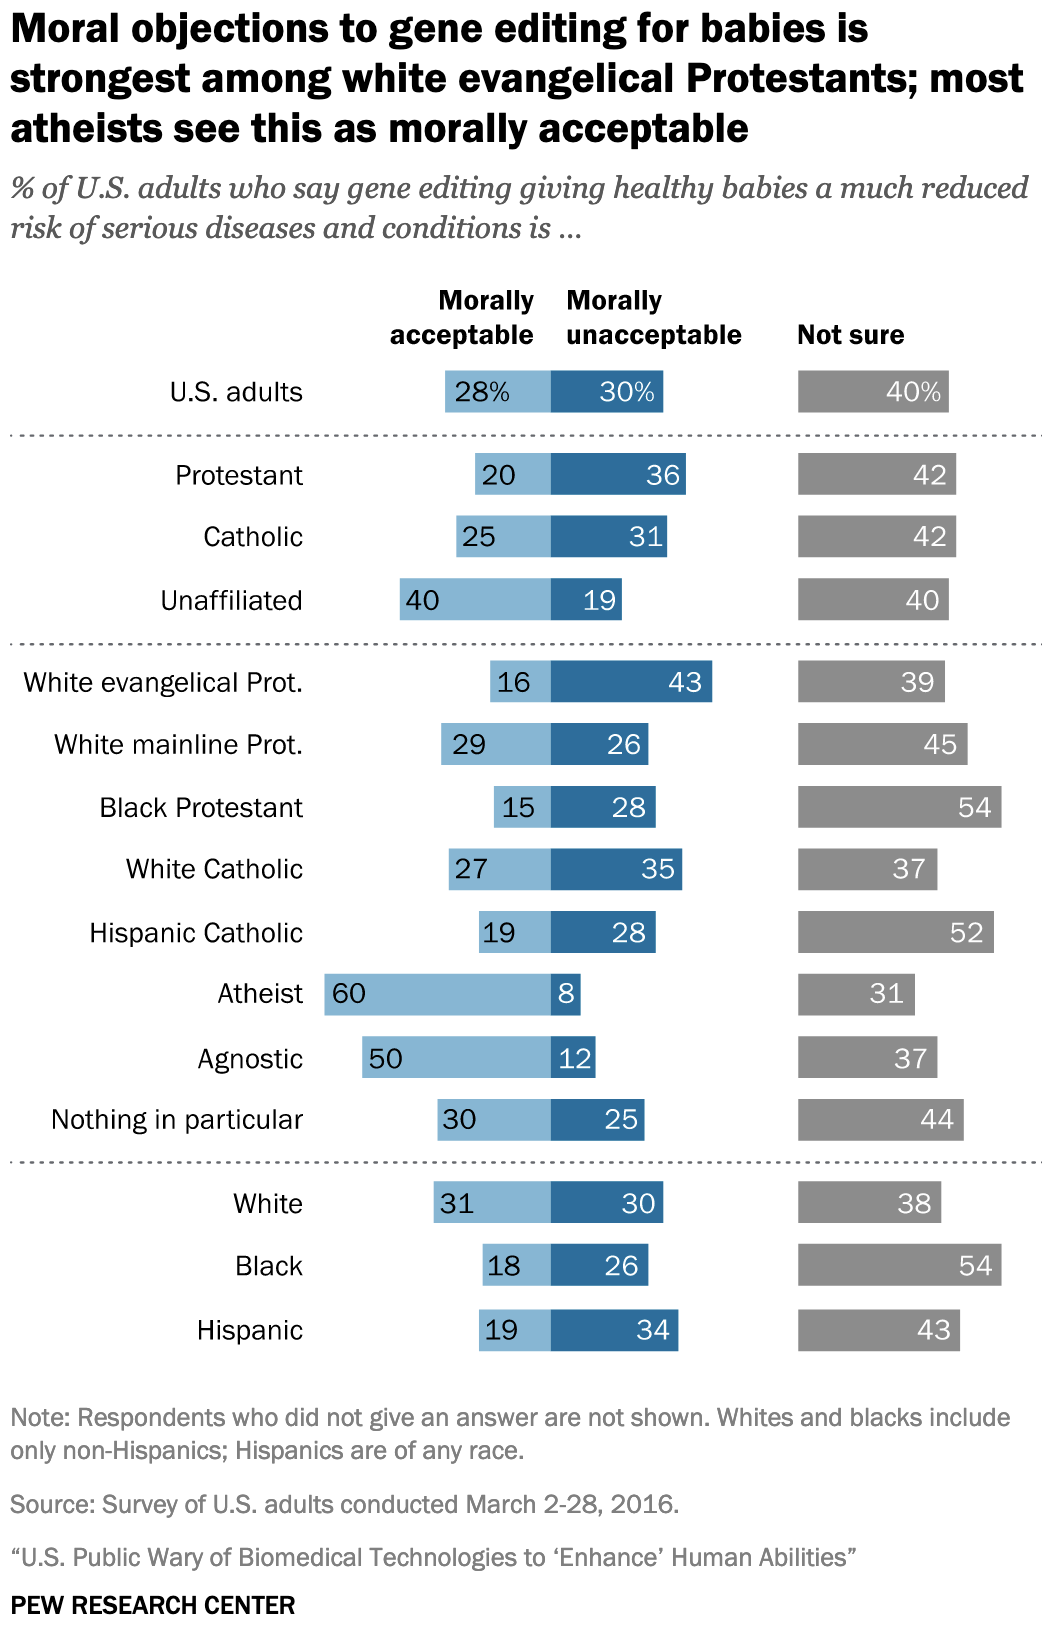 Moral objections to gene editing for babies is
strongest among white evangelical Protestants; most
atheists see this as morally acceptable
% of U.S. adults who say gene editing giving healthy babies a much reduced
risk of serious diseases and conditions is ...
Morally acceptable Morally unacceptable Not sure
U.S. adults 28% 30% 40%
Protestant 20 36 42
Catholic 25 31 42
Unaffiliated 40 19 40
White evangelical Prot. 16 43 39
White mainline Prot. 29 26 45
Black Protestant 15 28 54
White Catholic 27 35 37
Hispanic Catholic 19 28 52
Atheist 60 8 31
Agnostic 50 12 37
Nothing in particular 30 25 44
White 31 30 38
Black 18 26 54
Hispanic 19 34 43
Note: Respondents who did not give an answer are not shown. Whites and blacks include
only non-Hispanics; Hispanics are of any race.
Source: Survey of U.S. adults conducted March 2-28, 2016.
“U.S. Public Wary of Biomedical Technologies to ‘Enhance’ Human Abilities”
PEW RESEARCH CENTER